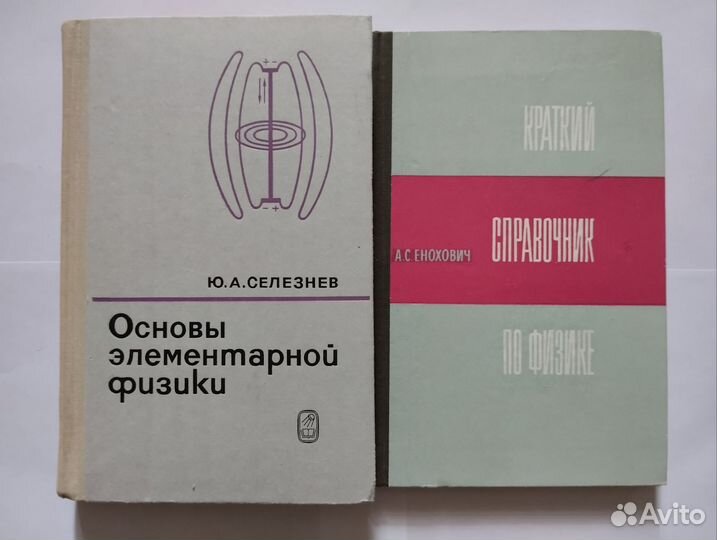 +-
-+
Ю.А.СЕЛЕЗНЕВ
Основы
элементарной
физики
КРАТКИЙ
А.С.ЕНОХОВИЧ
СПРАВОЧНИК
ПО ФИЗИКЕ
Avito